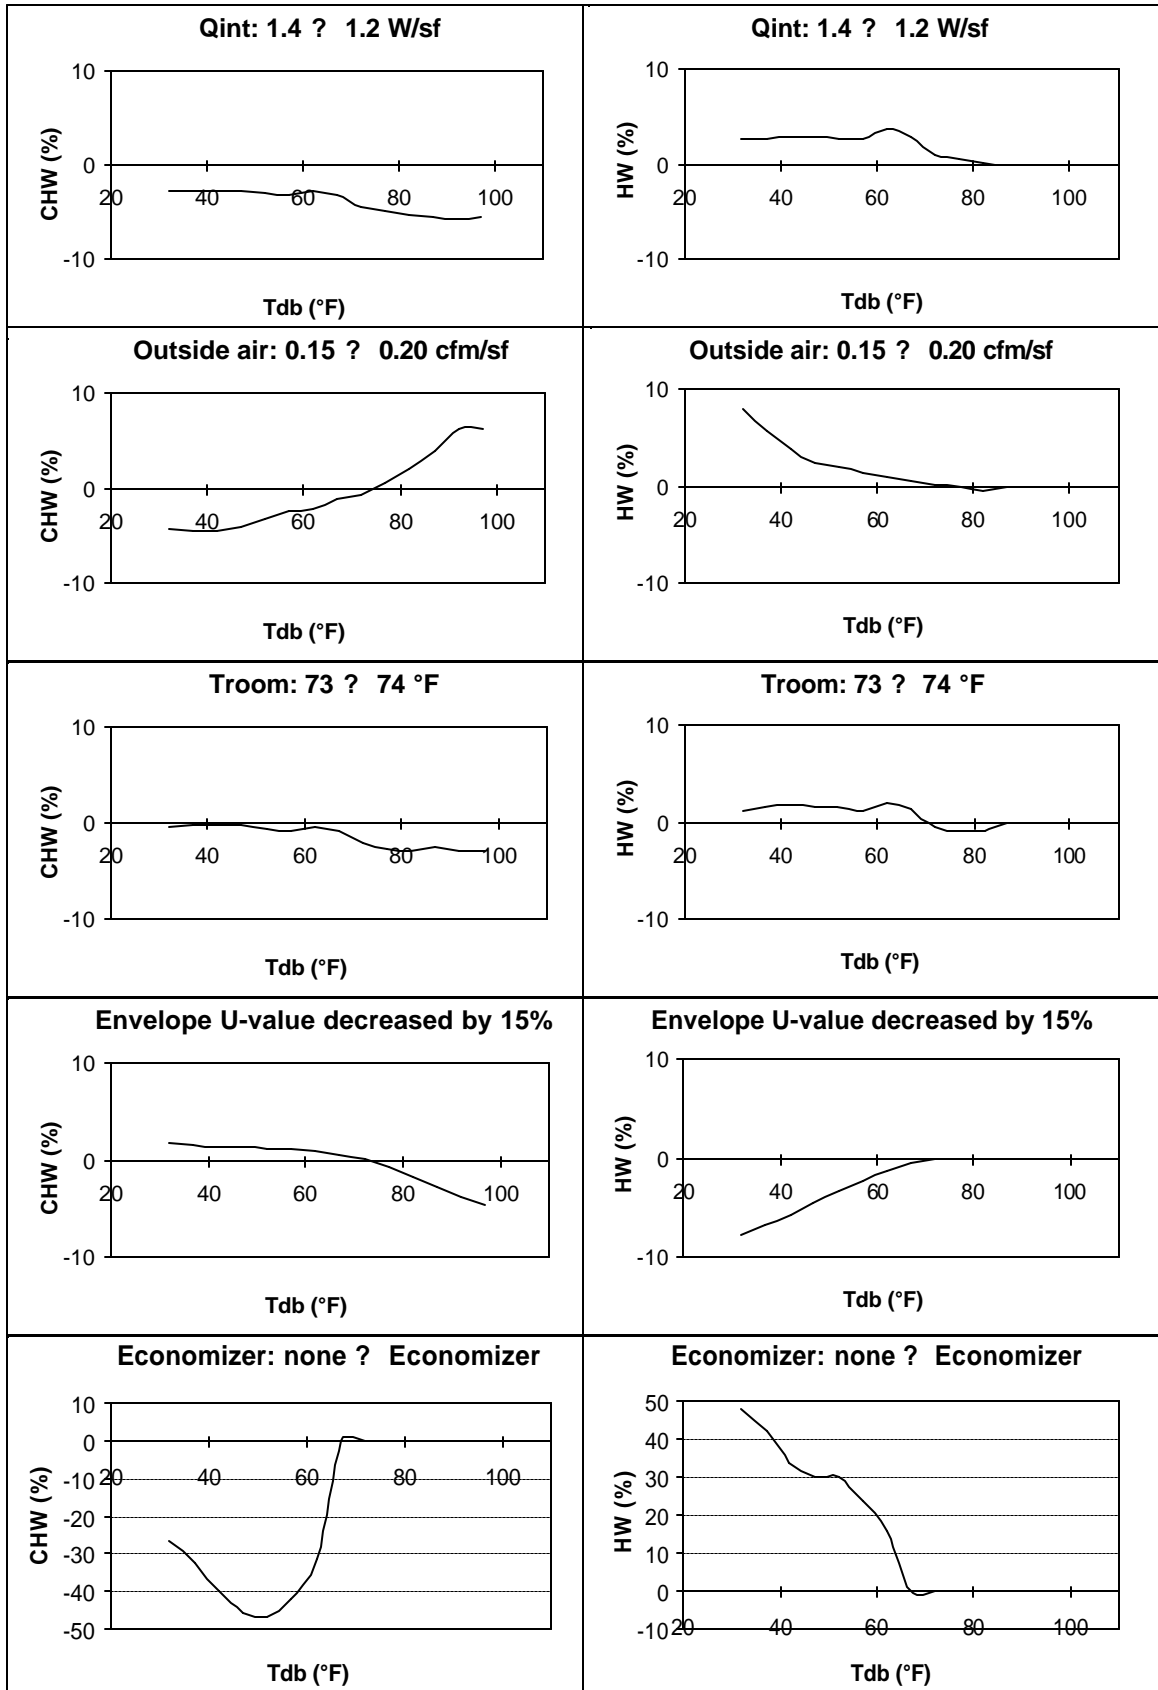 Qint: 1.4 ? 1.2 W/sf
10
0
-10
20
40
60
80
100
CHW (%)
Tdb (°F)
Qint: 1.4 ? 1.2 W/sf
10
0
-10
20
40
60
80
100
HW (%)
Tdb (°F)
Outside air: 0.15 ? 0.20 cfm/sf
10
0
-10
20
40
60
80
100
CHW (%)
Tdb (°F)
Outside air: 0.15 ? 0.20 cfm/sf
10
0
-10
20
40
60
80
100
HW (%)
Tdb (°F)
Troom: 73 ? 74 °F
10
0
-10
20
40
60
80
100
CHW (%)
Tdb (°F)
Troom: 73 ? 74 °F
10
0
-10
20
40
60
80
100
HW (%)
Tdb (°F)
Envelope U-value decreased by 15%
10
0
-10
20
40
60
80
100
CHW (%)
Tdb (°F)
Envelope U-value decreased by 15%
10
0
-10
20
40
60
80
100
HW (%)
Tdb (°F)
Economizer: none ? Economizer
10
0
-10
-20
-30
-40
-50
20
40
60
80
100
CHW (%)
Tdb (°F)
Economizer: none ? Economizer
50
40
30
20
10
0
-10
20
40
60
80
100
HW (%)
Tdb (°F)